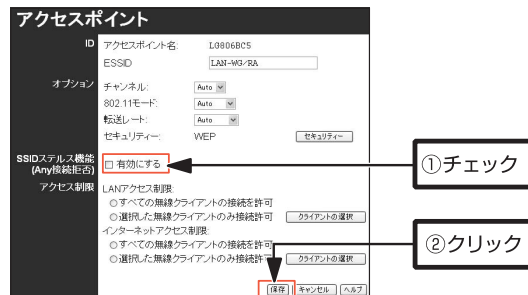 アクセスポイント
ID
アクセスポイント名: LG806BC5
ESSID LAN-WG/RA
オプション
チャンネル: Auto
802.11モード: Auto
転送レート: Auto
セキュリティー: WEP セキュリティー
SSIDステルス機能
(Any接続拒否)
有効にする
①チェック
アクセス制限
LANアクセス制限:
すべての無線クライアントの接続を許可
選択した無線クライアントのみ接続許可 クライアントの選択
インターネットアクセス制限:
すべての無線クライアントの接続を許可
選択した無線クライアントのみ接続許可 クライアントの選択
②クリック
保存 キャンセル ヘルプ